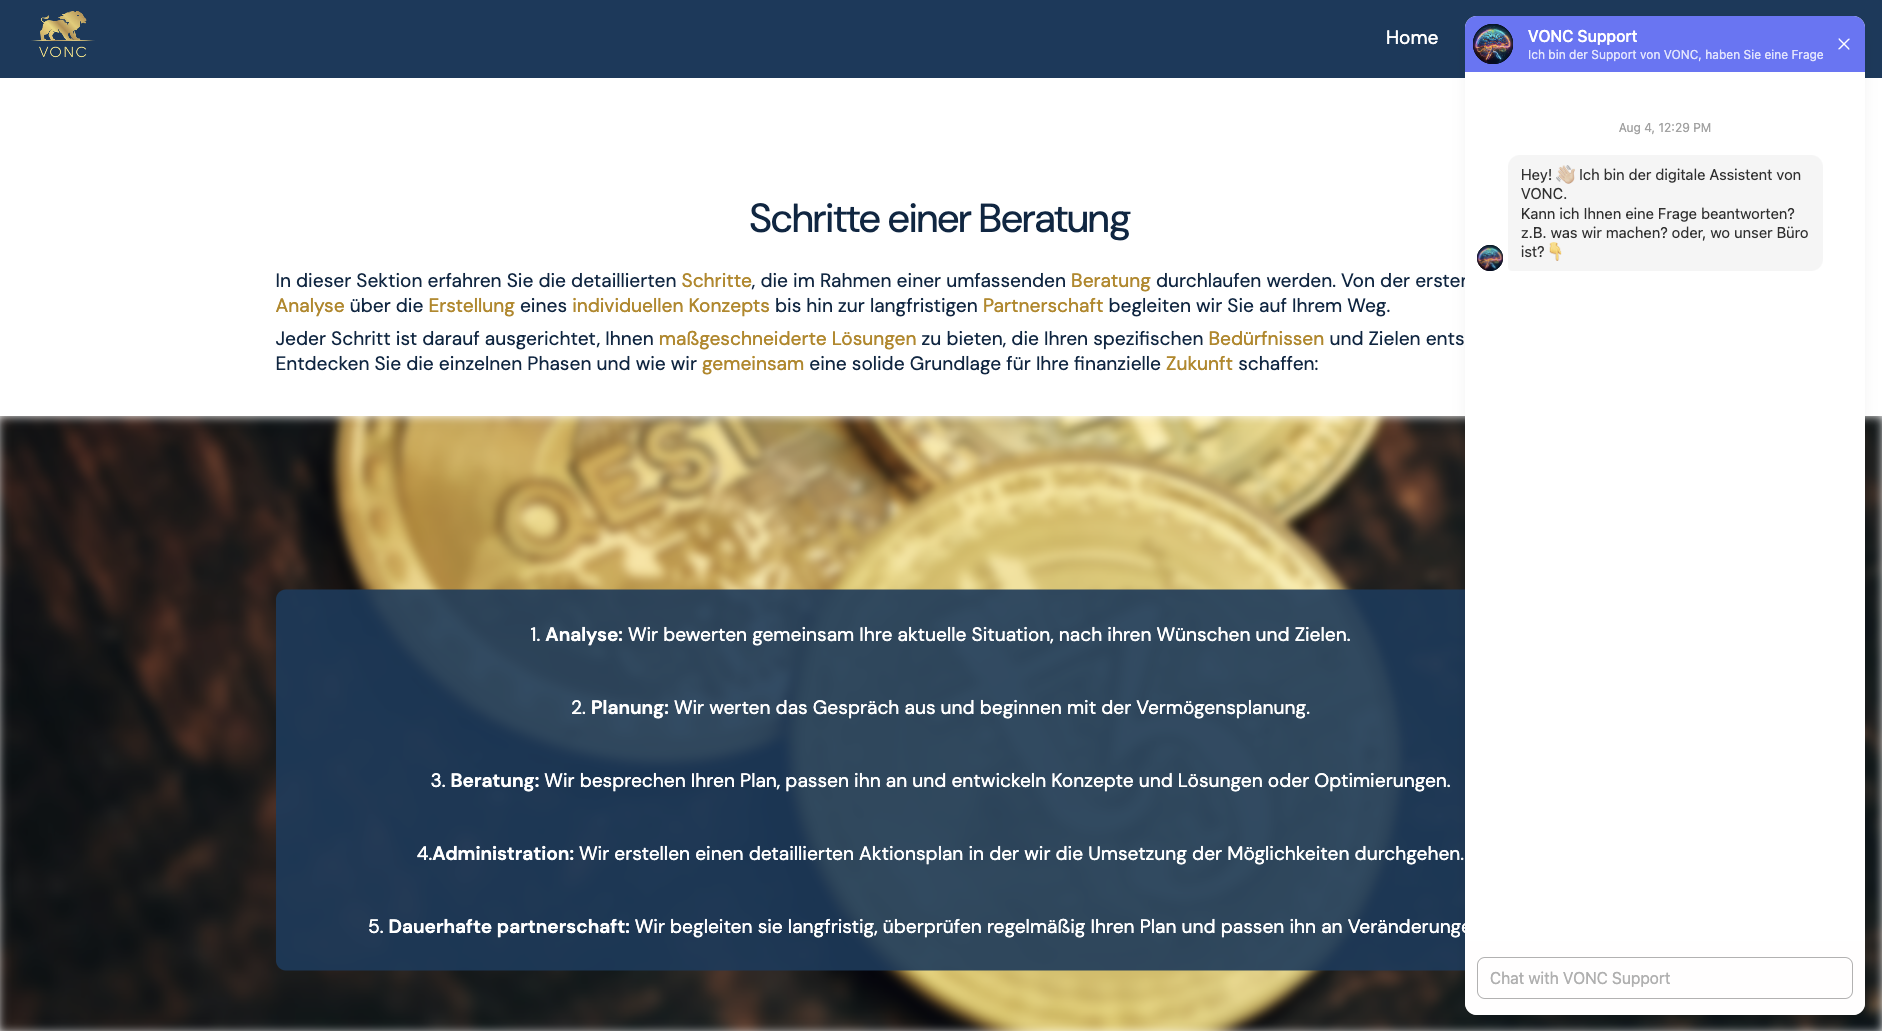 VONC
Home
Schritte einer Beratung
In dieser Sektion erfahren Sie die detaillierten Schritte, die im Rahmen einer umfassenden Beratung durchlaufen werden. Von der ersten
Analyse über die Erstellung eines individuellen Konzepts bis hin zur langfristigen Partnerschaft begleiten wir Sie auf Ihrem Weg.
Jeder Schritt ist darauf ausgerichtet, Ihnen maßgeschneiderte Lösungen zu bieten, die Ihren spezifischen Bedürfnissen und Zielen ents
Entdecken Sie die einzelnen Phasen und wie wir gemeinsam eine solide Grundlage für Ihre finanzielle Zukunft schaffen:
1. Analyse: Wir bewerten gemeinsam Ihre aktuelle Situation, nach ihren Wünschen und Zielen.
2. Planung: Wir werten das Gespräch aus und beginnen mit der Vermögensplanung.
3. Beratung: Wir besprechen Ihren Plan, passen ihn an und entwickeln Konzepte und Lösungen oder Optimierungen.
4.Administration: Wir erstellen einen detaillierten Aktionsplan in der wir die Umsetzung der Möglichkeiten durchgehen.
5. Dauerhafte partnerschaft: Wir begleiten sie langfristig, überprüfen regelmäßig Ihren Plan und passen ihn an Veränderunge
VONC Support
Ich bin der Support von VONC, haben Sie eine Frage
Aug 4, 12:29 PM
Hey! 👋🏼 Ich bin der digitale Assistent von
VONC.
Kann ich Ihnen eine Frage beantworten?
z.B. was wir machen? oder, wo unser Büro
ist? 👇🏼
Chat with VONC Support